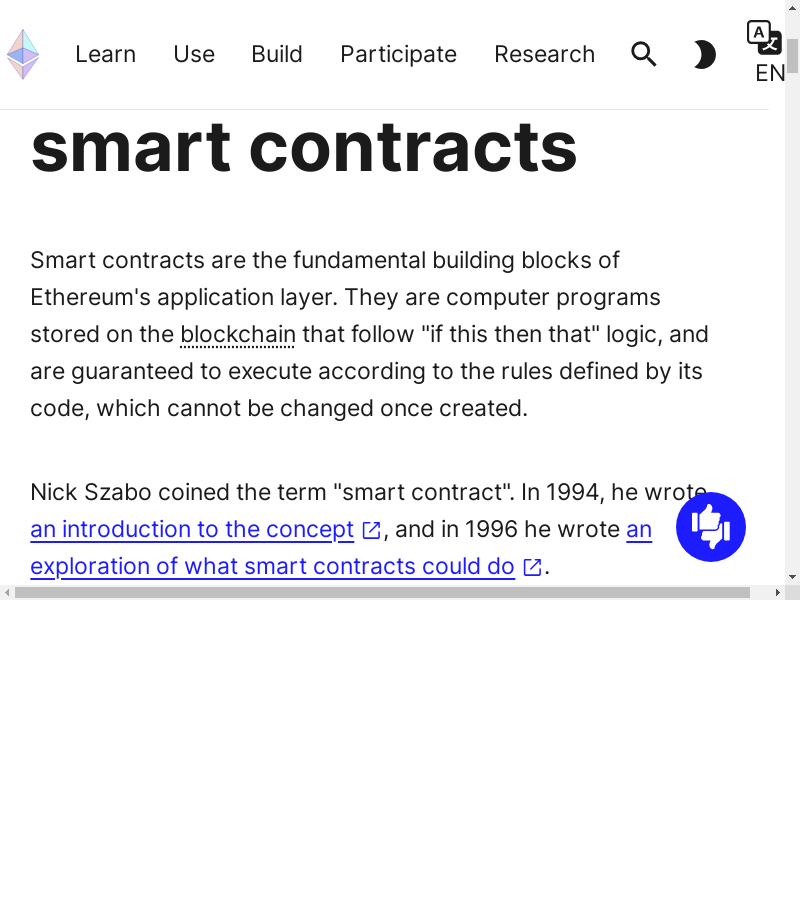 Learn Use Build Participate Research
A 文
EN
smart contracts
Smart contracts are the fundamental building blocks of
Ethereum's application layer. They are computer programs
stored on the blockchain that follow "if this then that" logic, and
are guaranteed to execute according to the rules defined by its
code, which cannot be changed once created.
Nick Szabo coined the term "smart contract". In 1994, he wrote
an introduction to the concept , and in 1996 he wrote an
exploration of what smart contracts could do .